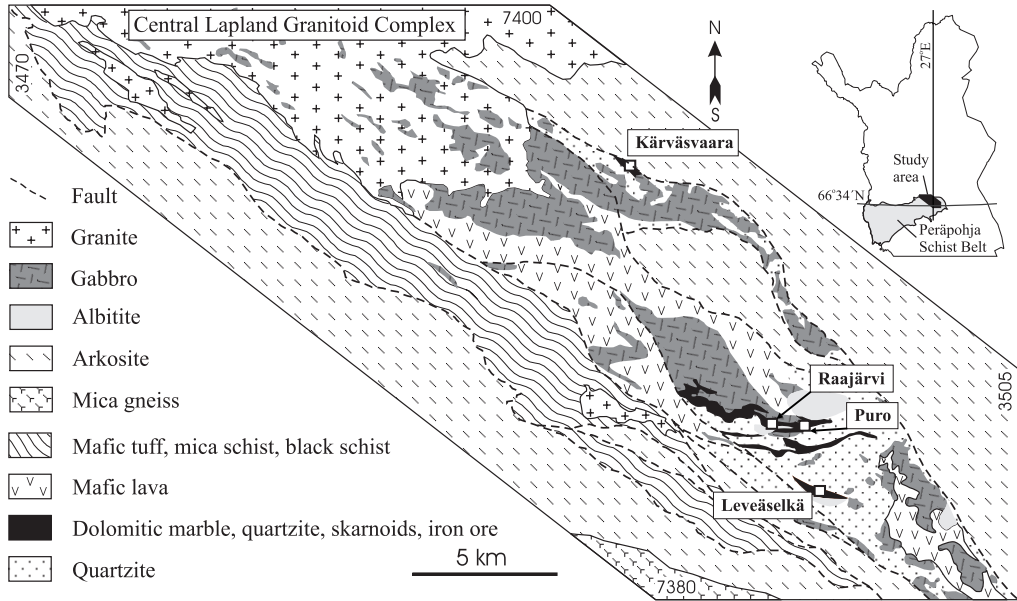 Central Lapland Granitoid Complex
7400
3470
N
S
27°E
Kärväsvaara
Study
area
66°34´N
Peräpohja
Schist Belt
Fault
Granite
Gabbro
Albitite
Arkosite
Mica gneiss
Mafic tuff, mica schist, black schist
Mafic lava
Dolomitic marble, quartzite, skarnoids, iron ore
Quartzite
Raajärvi
3505
Puro
Leveäselkä
5 km
7380